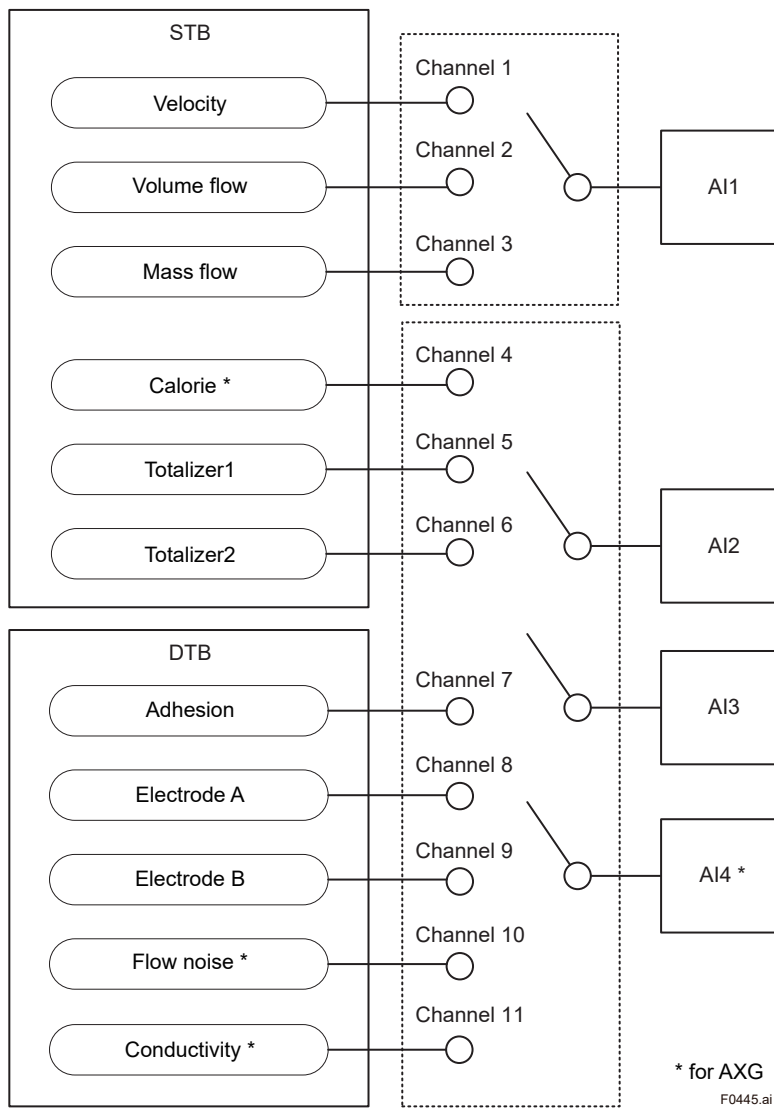 STB
Velocity
Volume flow
Mass flow
Calorie *
Totalizer1
Totalizer2
DTB
Adhesion
Electrode A
Electrode B
Flow noise *
Conductivity *
Channel 1
Channel 2
Channel 3
Channel 4
Channel 5
Channel 6
Channel 7
Channel 8
Channel 9
Channel 10
Channel 11
AI1
AI2
AI3
AI4 *
* for AXG
F0445.ai